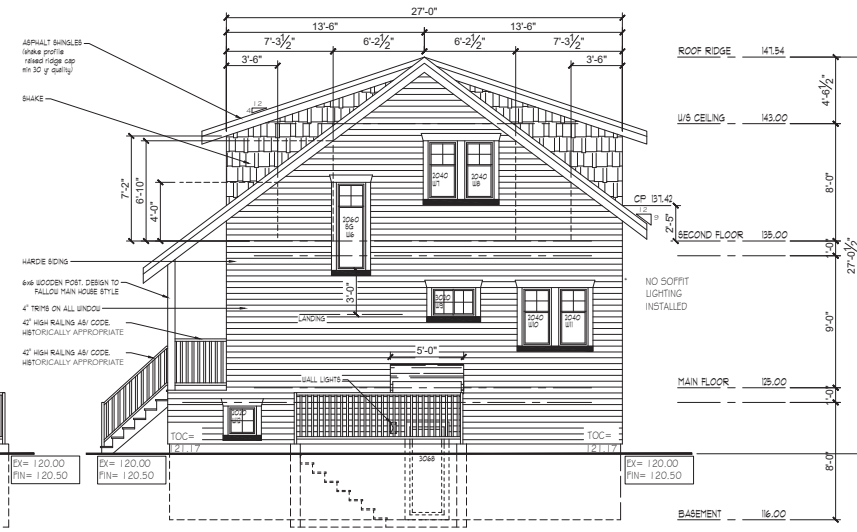 27'-0"
13'-6" 13'-6"
7'-3½" 6'-2½" 6'-2½" 7'-3½"
3'-6" 3'-6"
ASPHALT SHINGLES
(shake profile
raised ridge cap
min 30 yr quality)
SHAKE
12
4
ROOF RIDGE 147.54
4'-6½"
U/S CEILING 143.00
7'-2"
6'-10"
4'-0"
2040
W7
2040
W8
2060
SG
W6
8'-0"
CP 137.42
12
9
2'-5"
SECOND FLOOR 135.00
1'-0"
27'-0½"
HARDIE SIDING
6x6 WOODEN POST. DESIGN TO
FALLOW MAIN HOUSE STYLE
4" TRIMS ON ALL WINDOW
42" HIGH RAILING AS/ CODE.
HISTORICALLY APPROPRIATE
42" HIGH RAILING AS/ CODE.
HISTORICALLY APPROPRIATE
3'-0"
LANDING
3020
2040
W10
2040
W11
NO SOFFIT
LIGHTING
INSTALLED
9'-0"
5'-0"
WALL LIGHTS
MAIN FLOOR 125.00
1'-0"
2020
TOC=
121.17
TOC=
121.17
3068
8'-0"
EX= 120.00
FIN= 120.50
EX= 120.00
FIN= 120.50
EX= 120.00
FIN= 120.50
BASEMENT 116.00